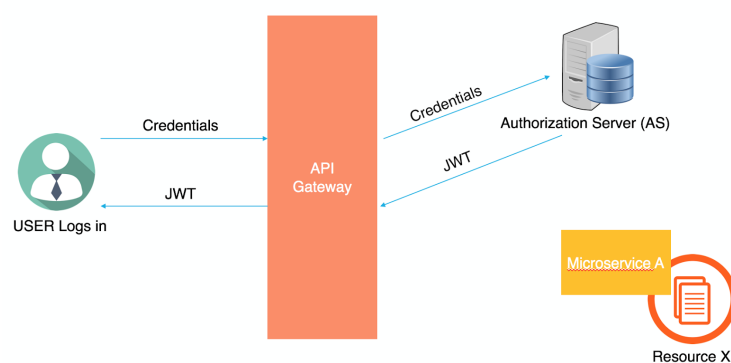 Credentials
Credentials
Authorization Server (AS)
API
Gateway
JWT
JWT
USER Logs in
Microservice A
Resource X